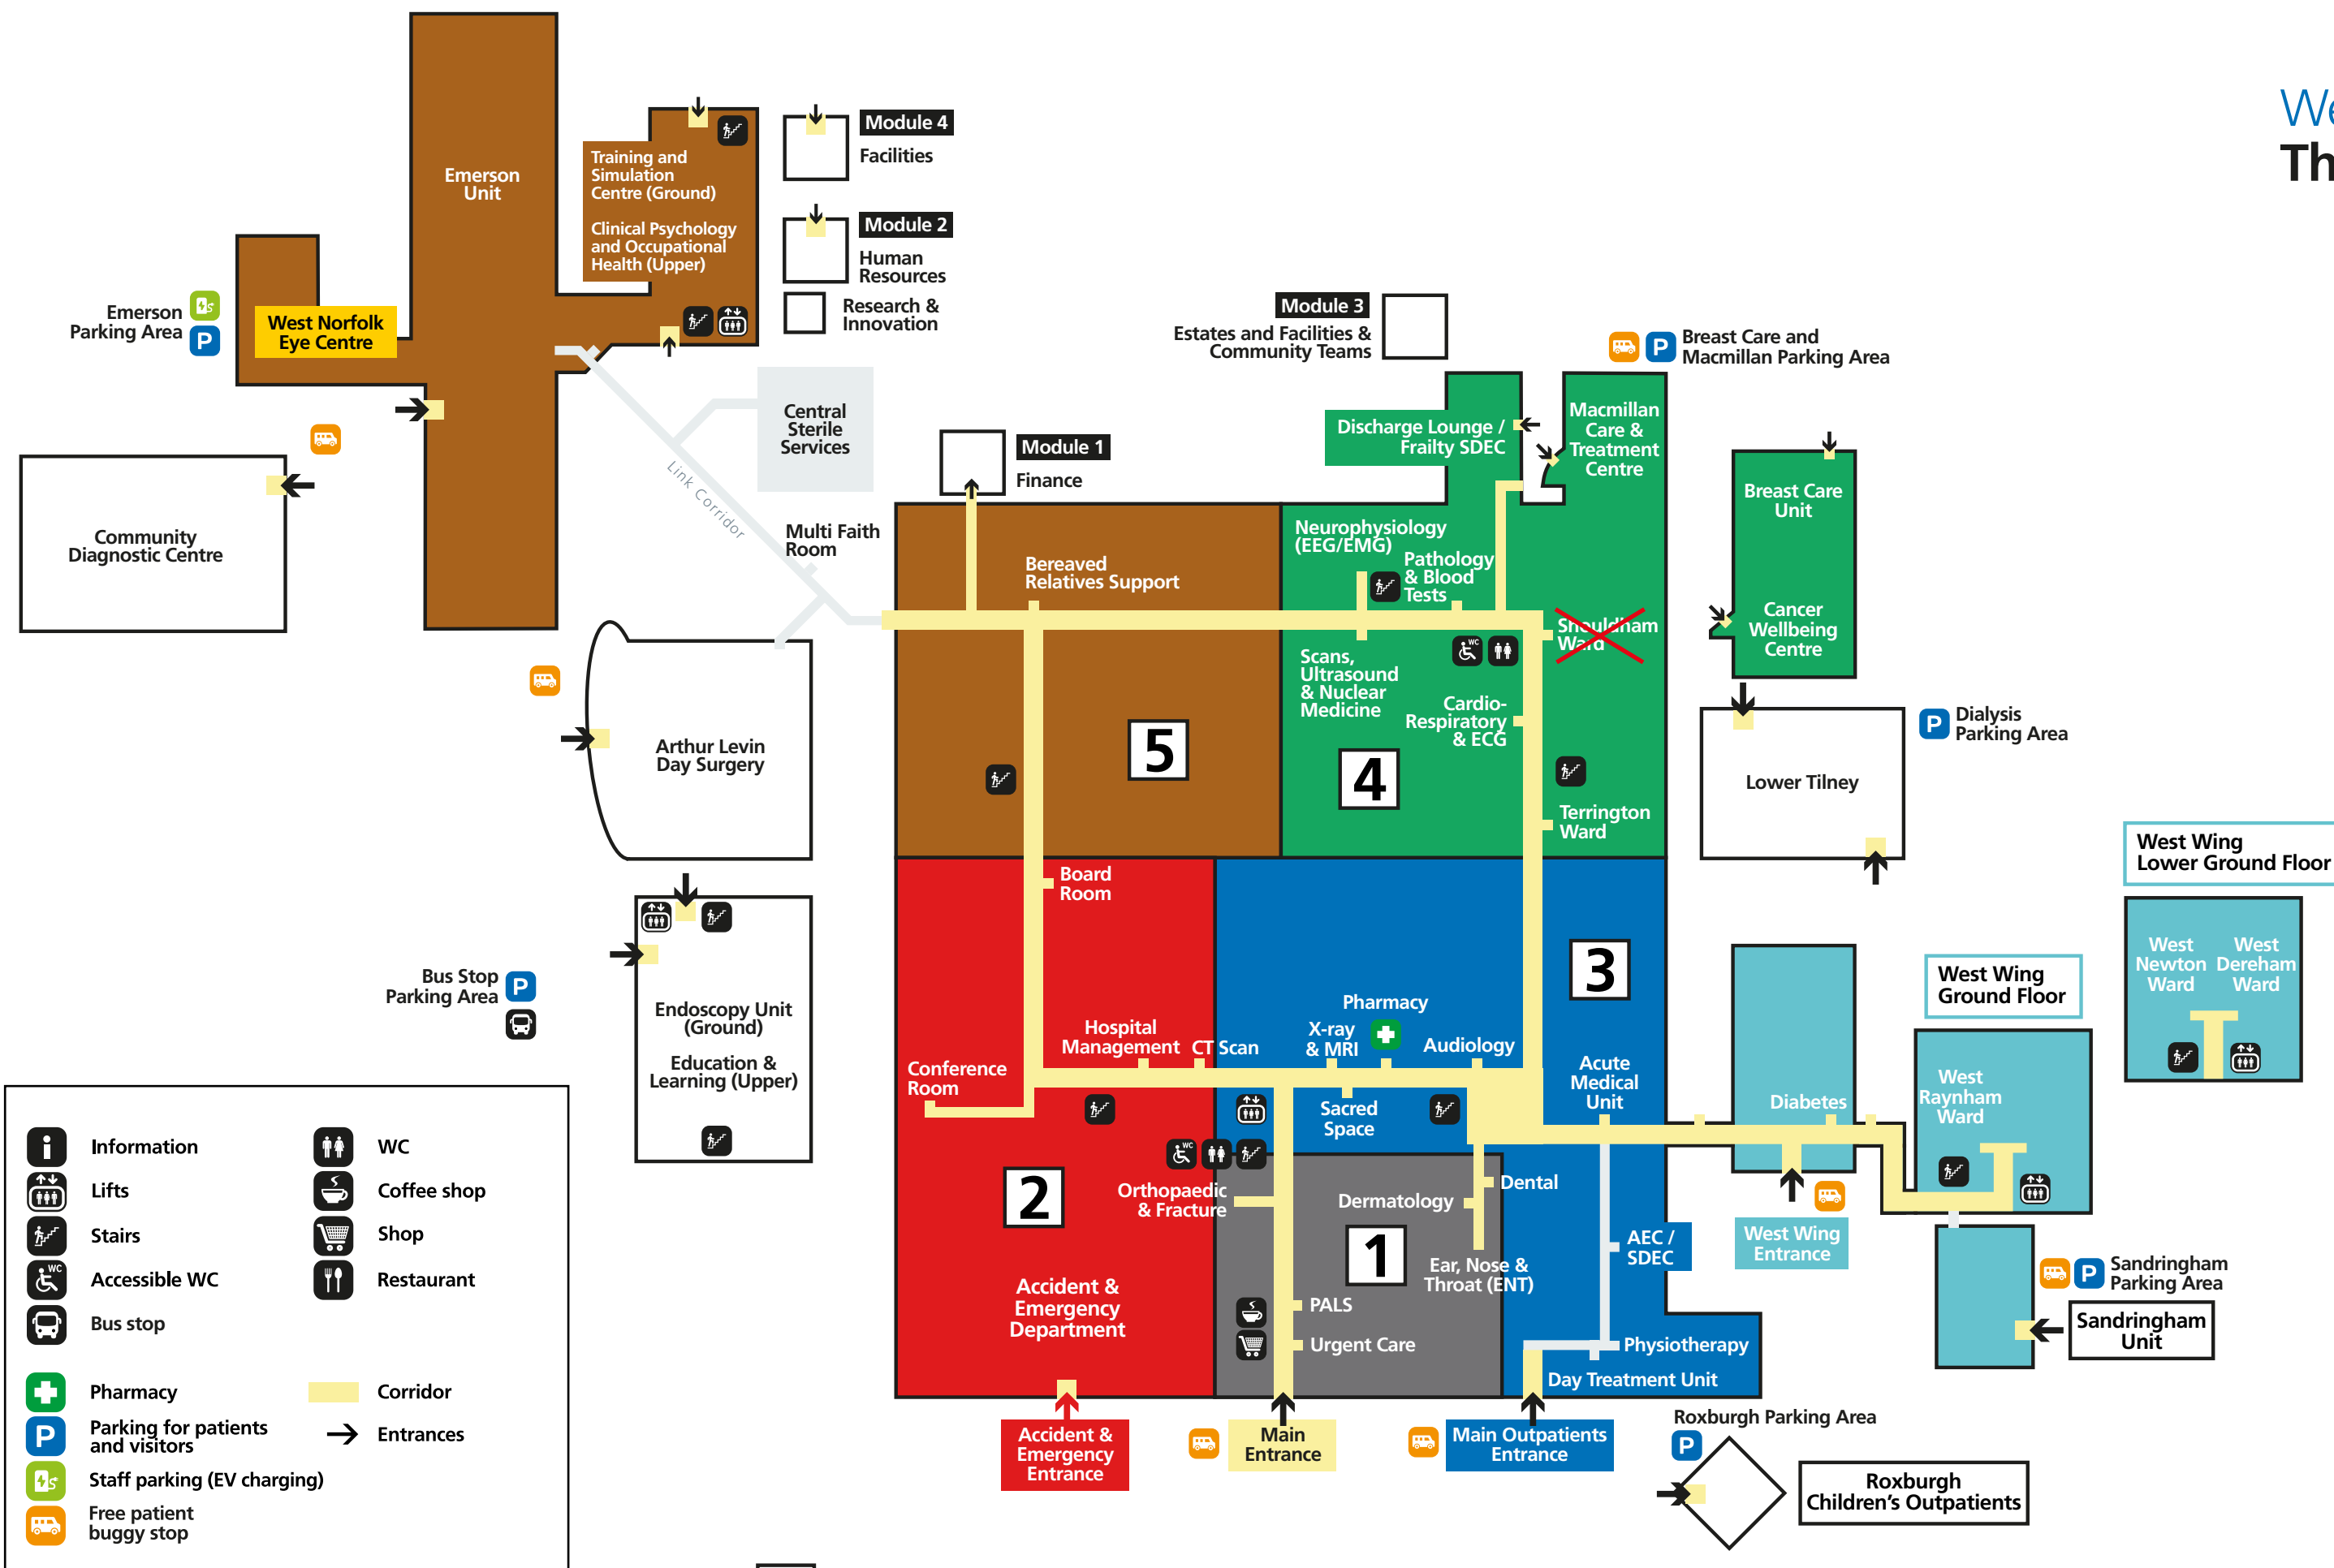 We
Th
Emerson
Unit
Training and
Simulation
Centre (Ground)
Clinical Psychology
and Occupational
Health (Upper)
Module 4
Facilities
Module 2
Human
Resources
Research &
Innovation
Emerson
Parking Area
P
West Norfolk
Eye Centre
Module 3
Estates and Facilities &
Community Teams
P
Breast Care and
Macmillan Parking Area
Central
Sterile
Services
Link Corridor
Multi Faith
Room
Module 1
Finance
Discharge Lounge /
Frailty SDEC
Macmillan
Care &
Treatment
Centre
Breast Care
Unit
Cancer
Wellbeing
Centre
Community
Diagnostic Centre
Bereaved
Relatives Support
Neurophysiology
(EEG/EMG)
Pathology
& Blood
Tests
WC
Shouldham
Ward
Scans,
Ultrasound
& Nuclear
Medicine
Cardio-
Respiratory
& ECG
5
4
Terrington
Ward
Arthur Levin
Day Surgery
P
Dialysis
Parking Area
Lower Tilney
West Wing
Lower Ground Floor
West
Newton
Ward
West
Dereham
Ward
West Wing
Ground Floor
West
Raynham
Ward
Bus Stop
Parking Area
P
Endoscopy Unit
(Ground)
Education &
Learning (Upper)
Board
Room
Hospital
Management
CT Scan
Conference
Room
3
Pharmacy
X-ray
& MRI
Audiology
Acute
Medical
Unit
Sacred
Space
Diabetes
WC
2
Orthopaedic
& Fracture
Dermatology
Dental
1
Ear, Nose &
Throat (ENT)
AEC /
SDEC
West Wing
Entrance
P
Sandringham
Parking Area
Sandringham
Unit
Accident &
Emergency
Department
PALS
Urgent Care
Physiotherapy
Day Treatment Unit
Accident &
Emergency
Entrance
Main
Entrance
Main Outpatients
Entrance
Roxburgh Parking Area
P
Roxburgh
Children's Outpatients
i
Information
WC
Lifts
Coffee shop
Stairs
Shop
WC
Accessible WC
Restaurant
Bus stop
Pharmacy
Corridor
P
Parking for patients
and visitors
Entrances
Staff parking (EV charging)
Free patient
buggy stop